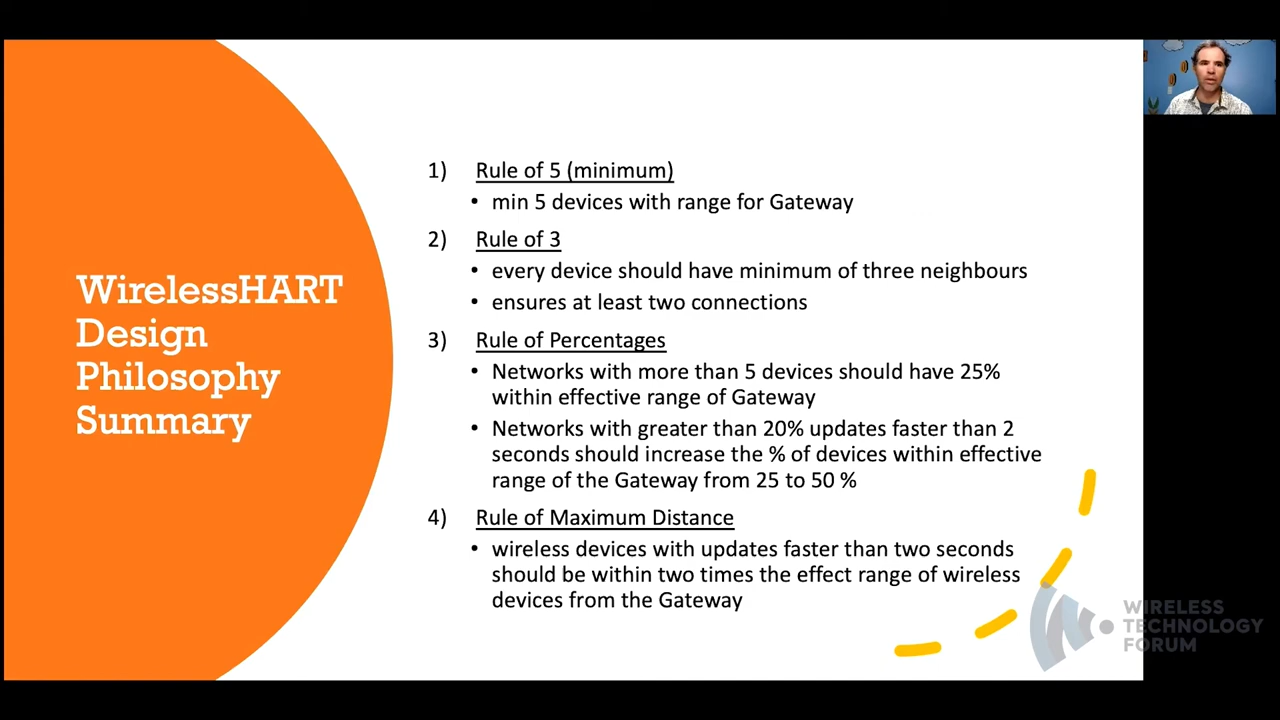 WirelessHART
Design
Philosophy
Summary
1) Rule of 5 (minimum)
• min 5 devices with range for Gateway
2) Rule of 3
• every device should have minimum of three neighbours
• ensures at least two connections
3) Rule of Percentages
• Networks with more than 5 devices should have 25%
within effective range of Gateway
• Networks with greater than 20% updates faster than 2
seconds should increase the % of devices within effective
range of the Gateway from 25 to 50 %
4) Rule of Maximum Distance
• wireless devices with updates faster than two seconds
should be within two times the effect range of wireless
devices from the Gateway
WIRELESS
TECHNOLOGY
FORUM